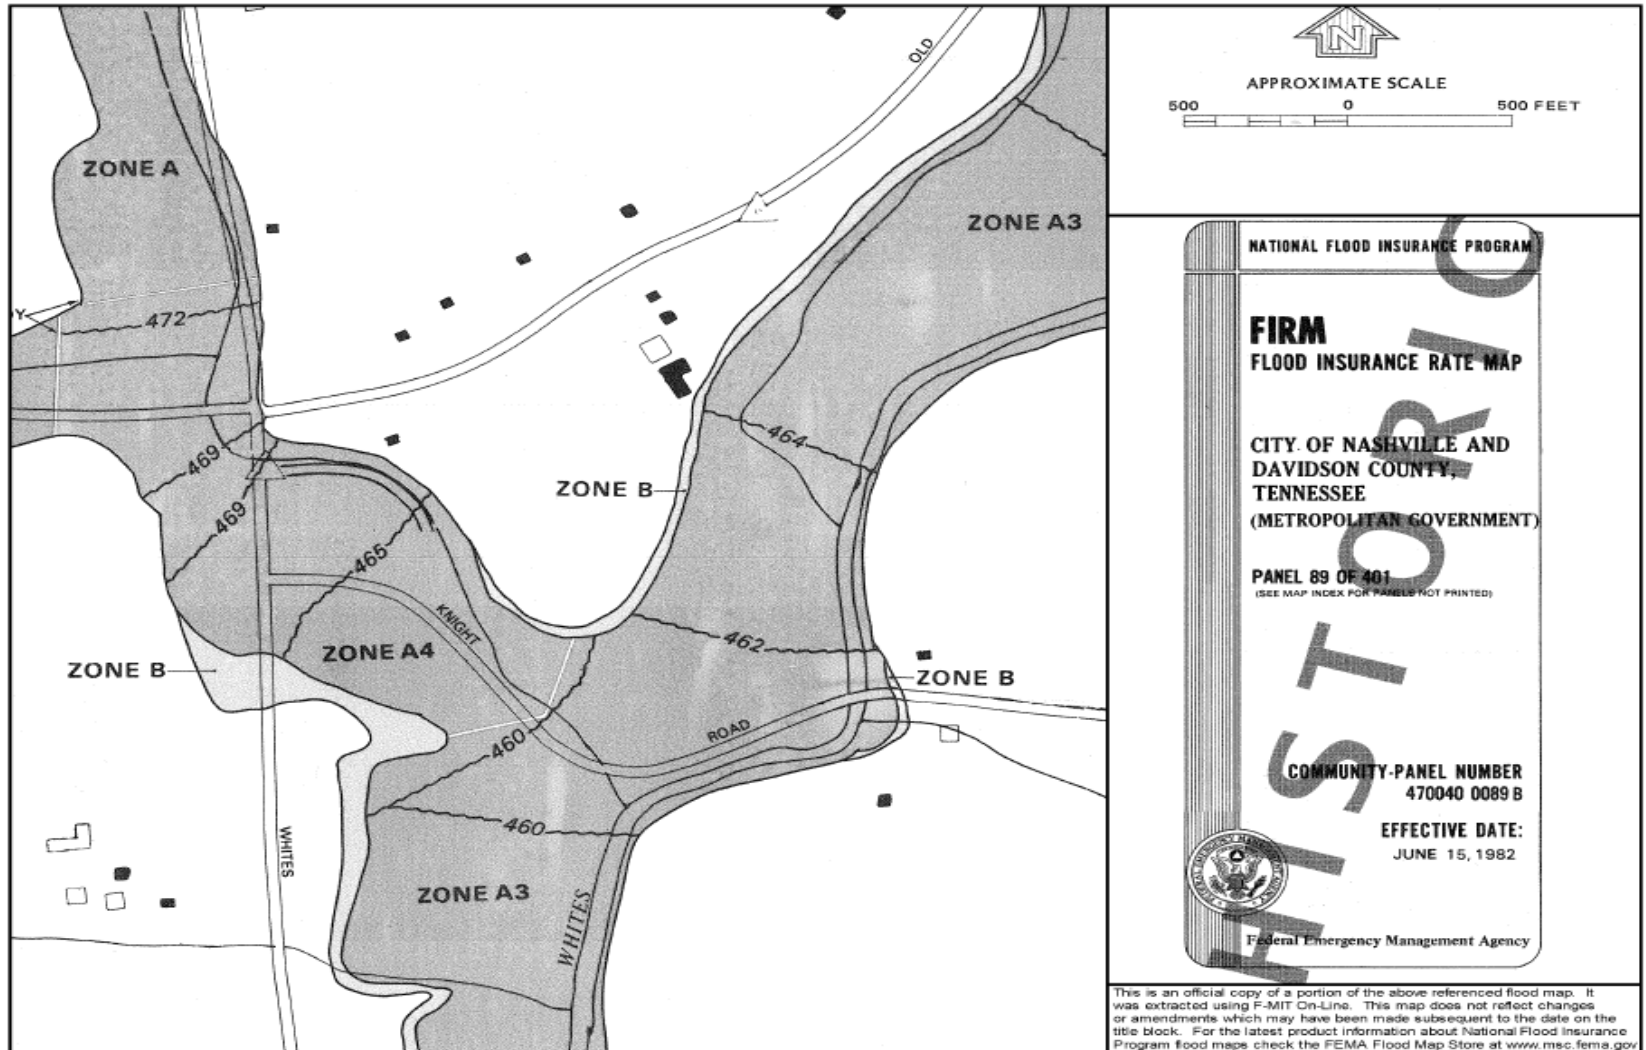 OLD
ZONE A
ZONE A3
Y
472
464
469
469
ZONE B
465
KNIGHT
462
ZONE A4
ZONE B
ZONE B
ROAD
460
460
WHITES
ZONE A3
WHITES
N
APPROXIMATE SCALE
500 0 500 FEET
NATIONAL FLOOD INSURANCE PROGRAM
FIRM
FLOOD INSURANCE RATE MAP
CITY OF NASHVILLE AND
DAVIDSON COUNTY,
TENNESSEE
(METROPOLITAN GOVERNMENT)
PANEL 89 OF 401
(SEE MAP INDEX FOR PANELS NOT PRINTED)
COMMUNITY-PANEL NUMBER
470040 0089 B
EFFECTIVE DATE:
JUNE 15, 1982
Federal Emergency Management Agency
HISTORIC
This is an official copy of a portion of the above referenced flood map. It
was extracted using F-MIT On-Line. This map does not reflect changes
or amendments which may have been made subsequent to the date on the
title block. For the latest product information about National Flood Insurance
Program flood maps check the FEMA Flood Map Store at www.msc.fema.gov